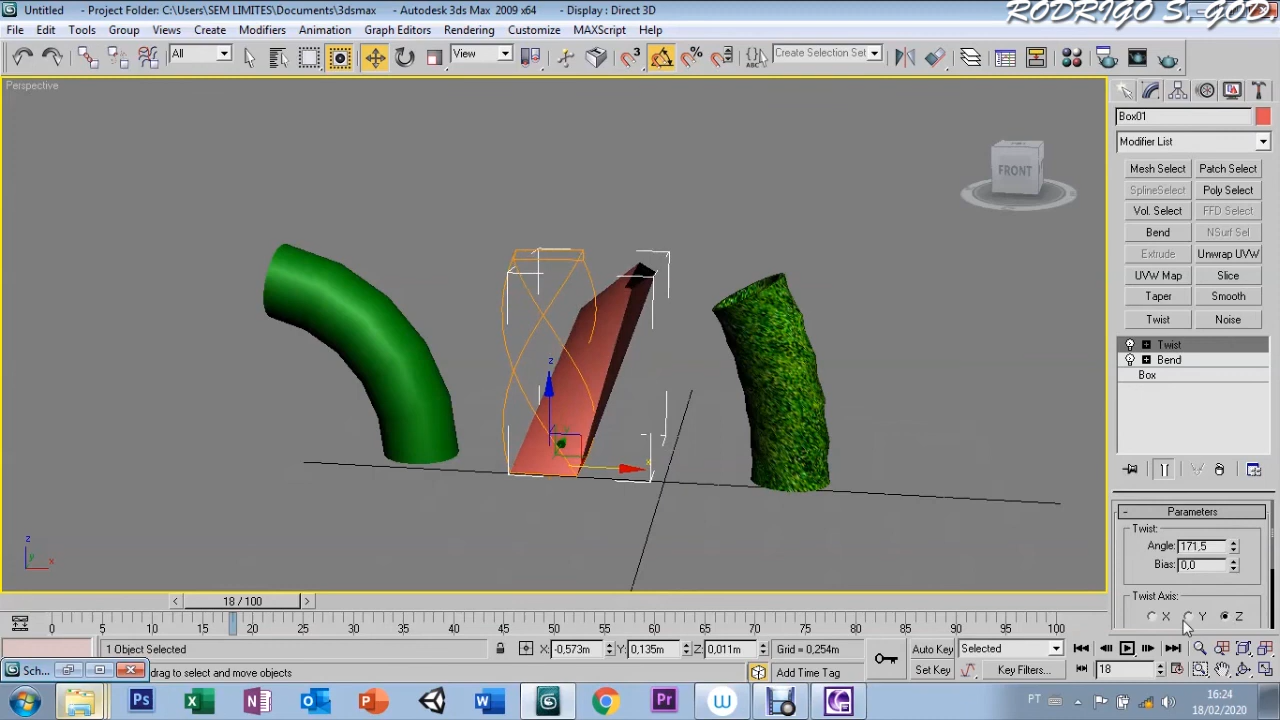 Untitled - Project Folder: C:\Users\SEM LIMITES\Documents\3dsmax - Autodesk 3ds Max 2009 x64 - Display : Direct 3D
RODRIGO S. GOD
File Edit Tools Group Views Create Modifiers Animation Graph Editors Rendering Customize MAXScript Help
All View 3 % ABC Create Selection Set
Perspective
FRONT
Box01
Modifier List
Mesh Select Patch Select
SplineSelect Poly Select
Vol. Select FFD Select
Bend NSurf Sel
Extrude Unwrap UVW
UVW Map Slice
Taper Smooth
Twist Noise
Twist
Bend
Box
z
x
z
y
x
- Parameters
Twist:
Angle: 171,5
Bias: 0,0
Twist Axis:
X Y Z
< 18 / 100 >
0 5 10 15 20 25 30 35 40 45 50 55 60 65 70 75 80 85 90 95 100
1 Object Selected X: -0,573m Y: 0,135m Z: 0,011m Grid = 0,254m Auto Key Selected
Sch... drag to select and move objects Add Time Tag Set Key Key Filters... 18
Ps X N O P W Pr W
PT
16:24
18/02/2020